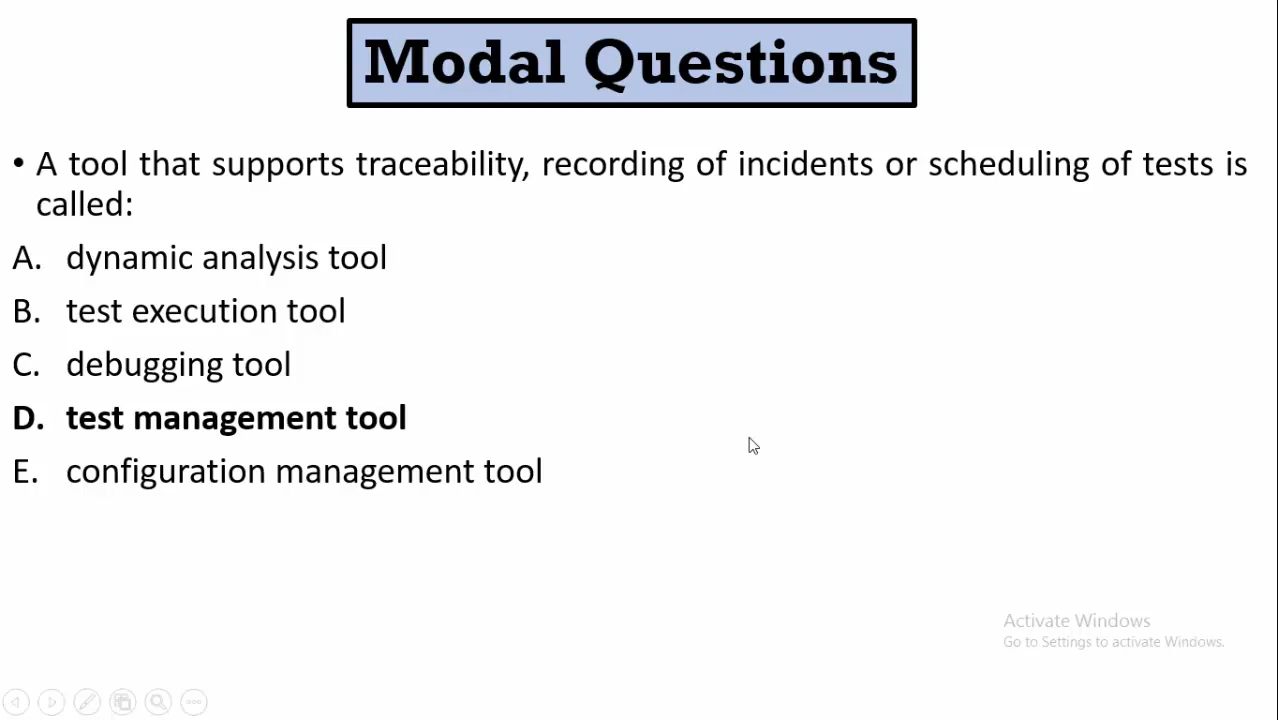 Modal Questions
• A tool that supports traceability, recording of incidents or scheduling of tests is
called:
A. dynamic analysis tool
B. test execution tool
C. debugging tool
D. test management tool
E. configuration management tool
Activate Windows
Go to Settings to activate Windows.